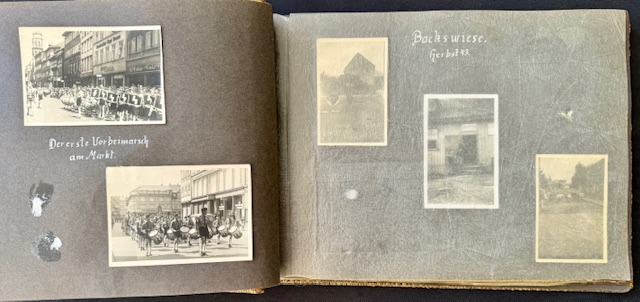 Der erste Vorbeimarsch
am Markt.
Bockswiese.
Herbst 43.